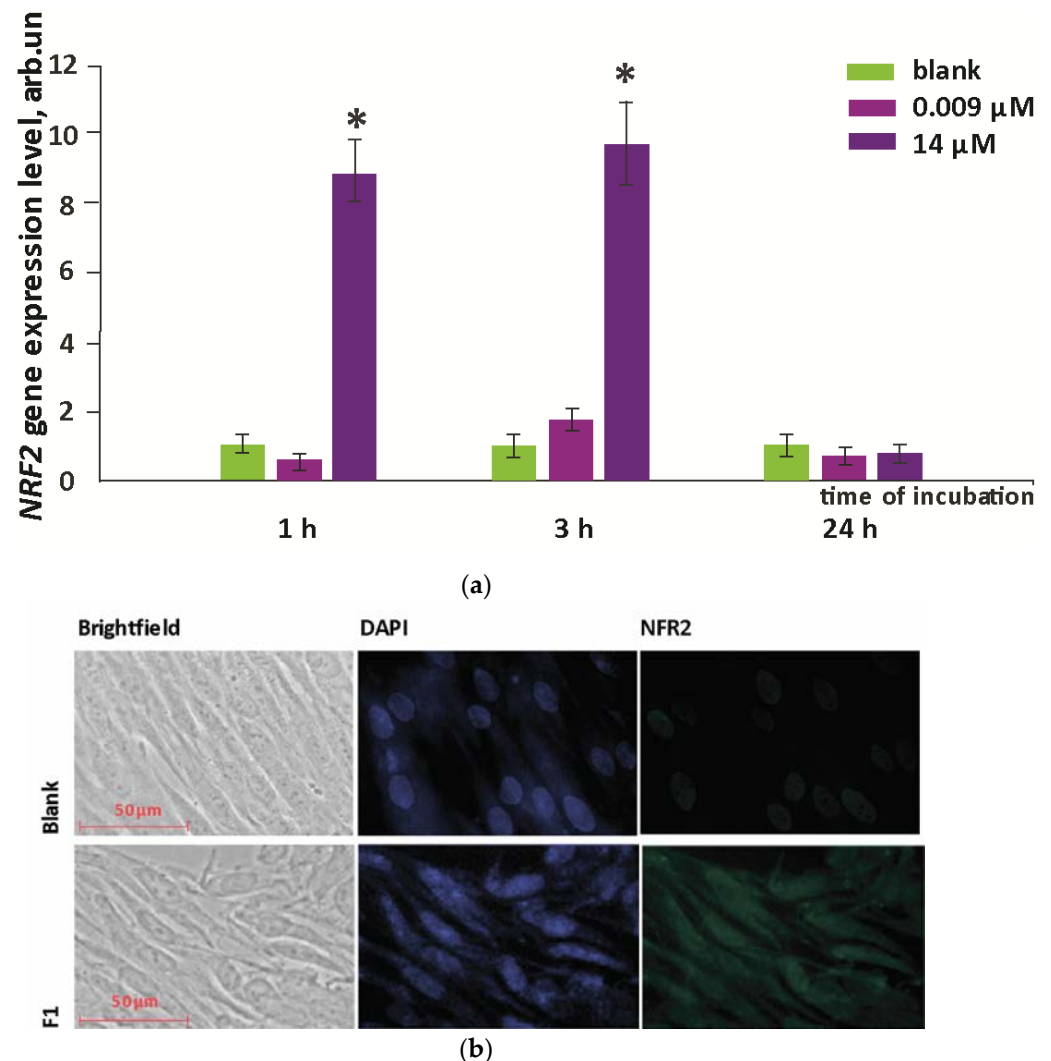 NRF2 gene expression level, arb.un
12
10
8
6
4
2
0
*
*
blank
0.009 µM
14 µM
time of incubation
1 h
3 h
24 h
(a)
Brightfield
DAPI
NFR2
Blank
50µm
F1
50µm
(b)